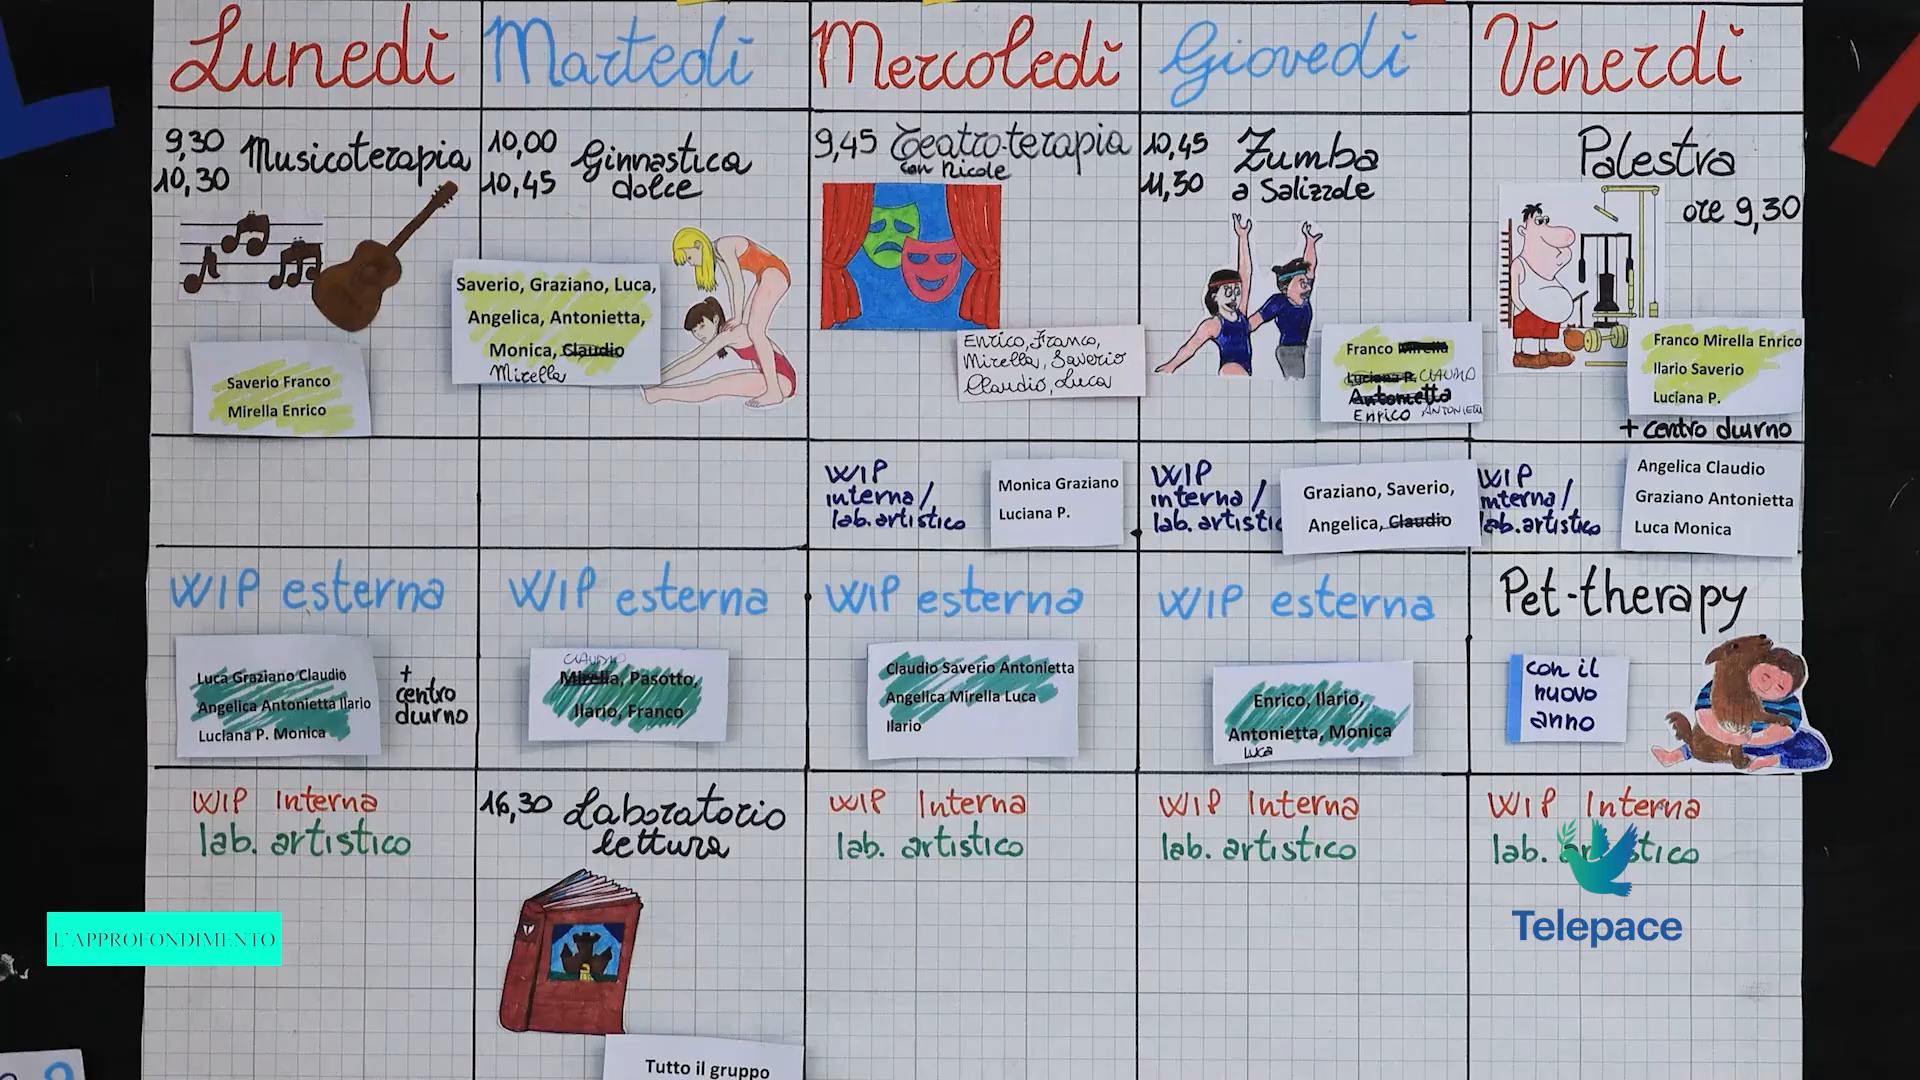 Lunedì Martedì Mercoledì Giovedì Venerdì
9,30
10,30
Musicoterapia
Saverio Franco
Mirella Enrico
10,00
10,45
Ginnastica
dolce
Saverio, Graziano, Luca,
Angelica, Antonietta,
Monica, Claudio
Mirella
9,45 Teatro-terapia
con Nicole
Enrico, Franco,
Mirella, Saverio
Claudio, Luca
10,45
11,30
Zumba
a Salizzole
Franco Mirella
Luciana P. CLAUDIO
Antonietta
Enrico
Palestra
ore 9,30
Franco Mirella Enrico
Ilario Saverio
Luciana P.
+ centro diurno
WIP
interna/
lab. artistico
Monica Graziano
Luciana P.
WIP
interna/
lab. artistic
Graziano, Saverio,
Angelica, Claudio
WIP
interna/
lab. artistico
Angelica Claudio
Graziano Antonietta
Luca Monica
WIP esterna
Luca Graziano Claudio
Angelica Antonietta Ilario
Luciana P. Monica
+
centro
diurno
WIP esterna
CLAUDIO
Mirella, Pasotto,
Ilario, Franco
WIP esterna
Claudio Saverio Antonietta
Angelica Mirella Luca
Ilario
WIP esterna
Enrico, Ilario,
Antonietta, Monica
Luca
Pet-therapy
con il
nuovo
anno
WIP Interna
lab. artistico
16,30 Laboratorio
lettura
Tutto il gruppo
WIP Interna
lab. artistico
WIP Interna
lab. artistico
WIP Interna
lab. artistico
L'APPROFONDIMENTO
Telepace